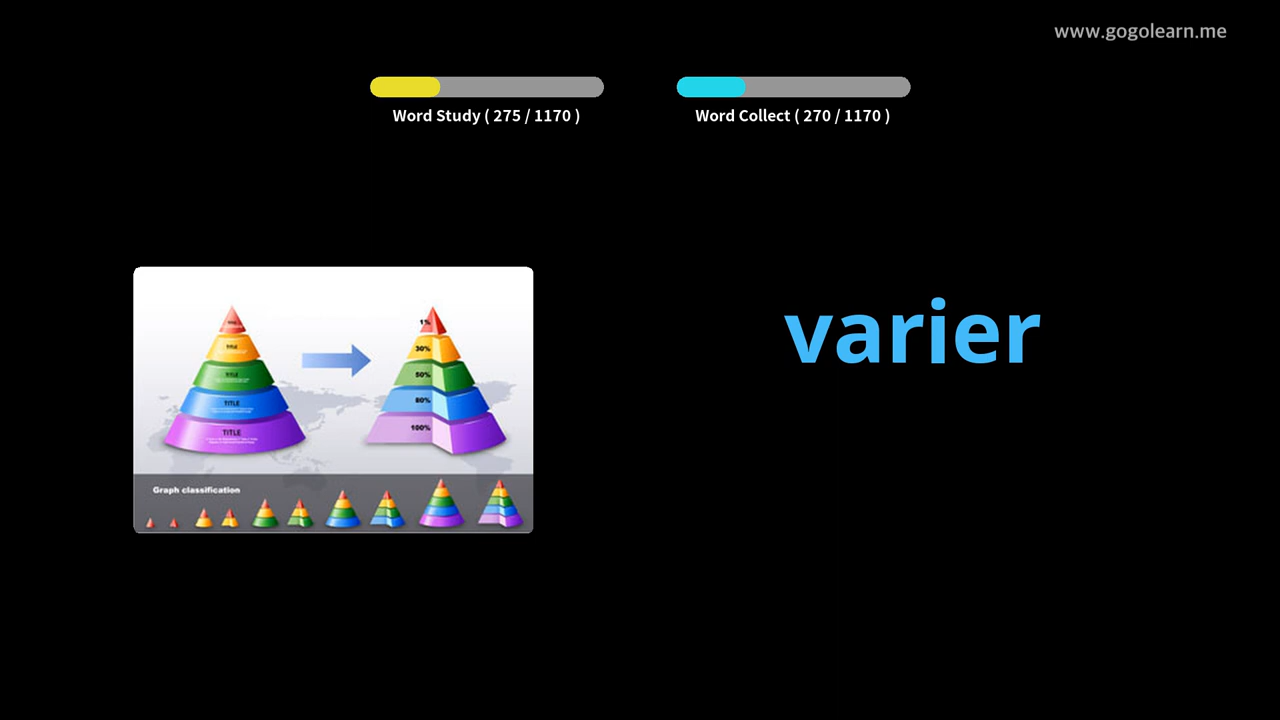 www.gogolearn.me
Word Study ( 275 / 1170 )
Word Collect ( 270 / 1170 )
varier
TITLE
TITLE
TITLE
TITLE
1%
30%
50%
80%
100%
Graph classification